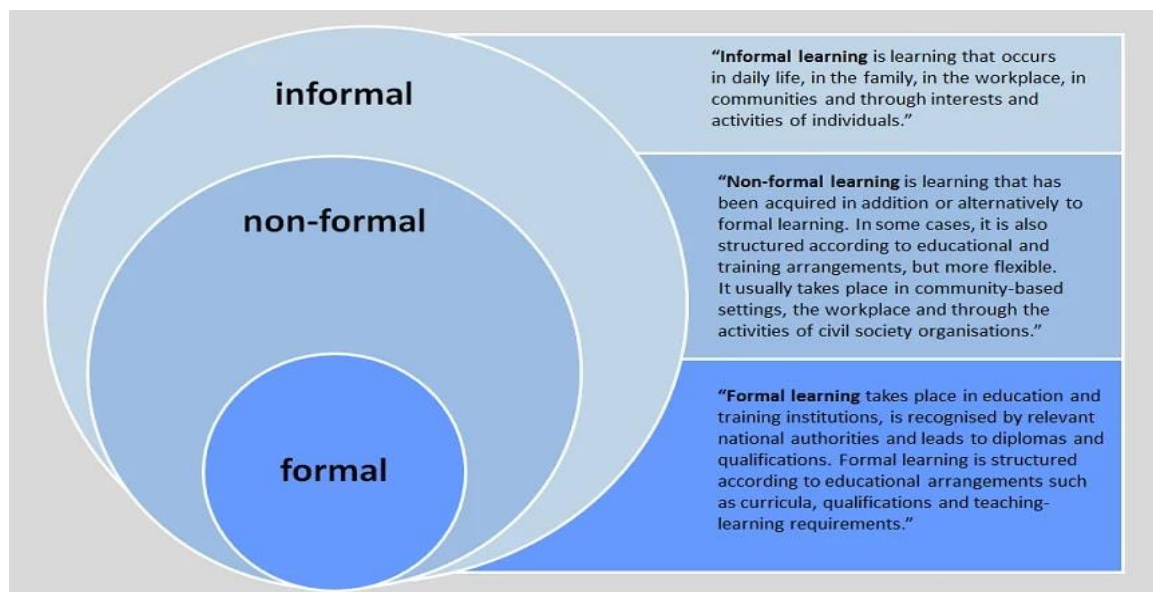 informal
“Informal learning is learning that occurs
in daily life, in the family, in the workplace, in
communities and through interests and
activities of individuals.”
non-formal
“Non-formal learning is learning that has
been acquired in addition or alternatively to
formal learning. In some cases, it is also
structured according to educational and
training arrangements, but more flexible.
It usually takes place in community-based
settings, the workplace and through the
activities of civil society organisations.”
formal
“Formal learning takes place in education and
training institutions, is recognised by relevant
national authorities and leads to diplomas and
qualifications. Formal learning is structured
according to educational arrangements such
as curricula, qualifications and teaching-
learning requirements.”